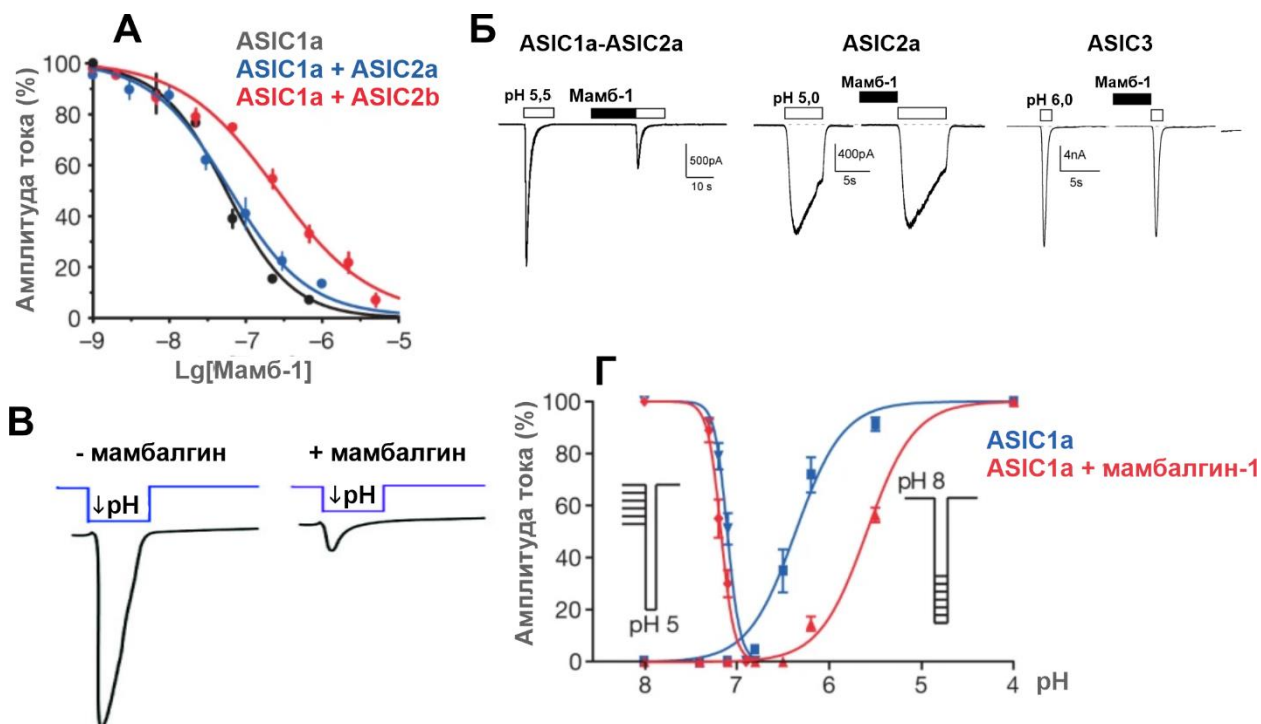 А
ASIC1a
ASIC1a + ASIC2a
ASIC1a + ASIC2b
Амплитуда тока (%)
100
80
60
40
20
0
−9 −8 −7 −6 −5
Lg[Мамб-1]
Б
ASIC1a-ASIC2a
pH 5,5 Мамб-1
500pA
10 s
ASIC2a
Мамб-1
pH 5,0
400pA
5s
ASIC3
Мамб-1
pH 6,0
4nA
5s
В
- мамбалгин
↓pH
+ мамбалгин
↓pH
Г
Амплитуда тока (%)
100
80
60
40
20
0
8 7 6 5 4 pH
pH 5
pH 8
ASIC1a
ASIC1a + мамбалгин-1